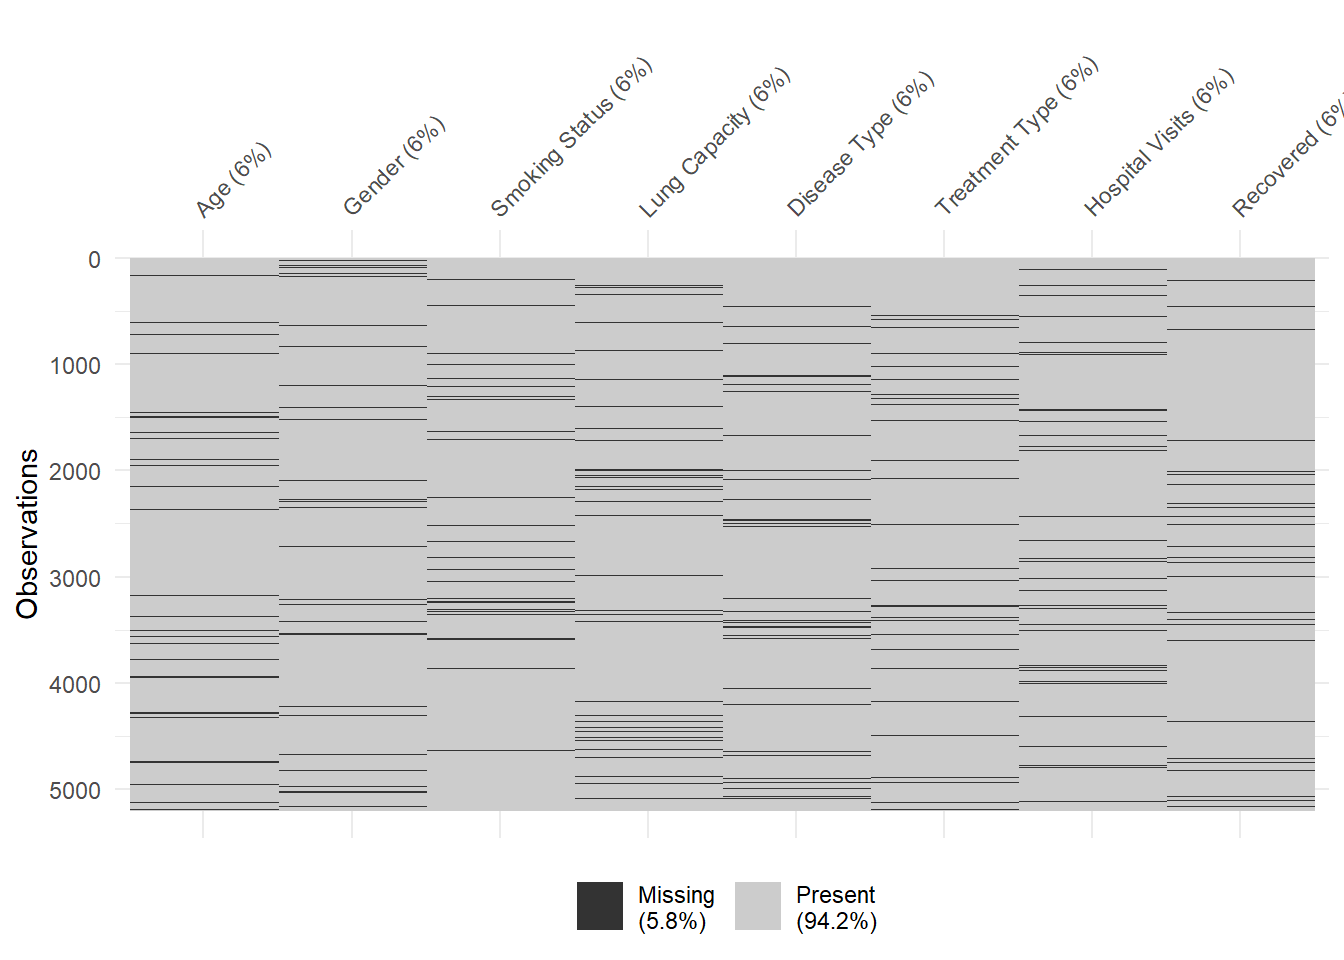 Age (6%)
Gender (6%)
Smoking Status (6%)
Lung Capacity (6%)
Disease Type (6%)
Treatment Type (6%)
Hospital Visits (6%)
Recovered (6%
0
1000
2000
3000
4000
5000
Observations
Missing
(5.8%)
Present
(94.2%)